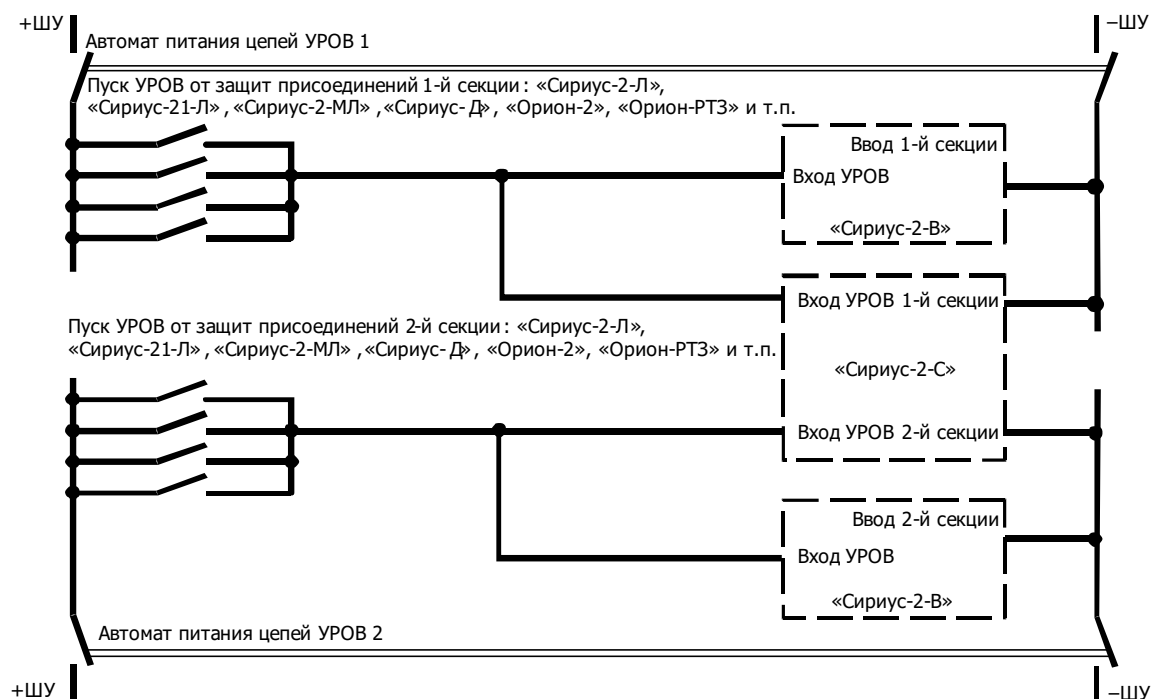 +ШУ
–ШУ
Автомат питания цепей УРОВ 1
Пуск УРОВ от защит присоединений 1-й секции: «Сириус-2-Л»,
«Сириус-21-Л», «Сириус-2-МЛ», «Сириус-Д», «Орион-2», «Орион-РТЗ» и т.п.
Ввод 1-й секции
Вход УРОВ
«Сириус-2-В»
Вход УРОВ 1-й секции
Пуск УРОВ от защит присоединений 2-й секции: «Сириус-2-Л»,
«Сириус-21-Л», «Сириус-2-МЛ», «Сириус-Д», «Орион-2», «Орион-РТЗ» и т.п.
«Сириус-2-С»
Вход УРОВ 2-й секции
Ввод 2-й секции
Вход УРОВ
«Сириус-2-В»
Автомат питания цепей УРОВ 2
+ШУ
–ШУ